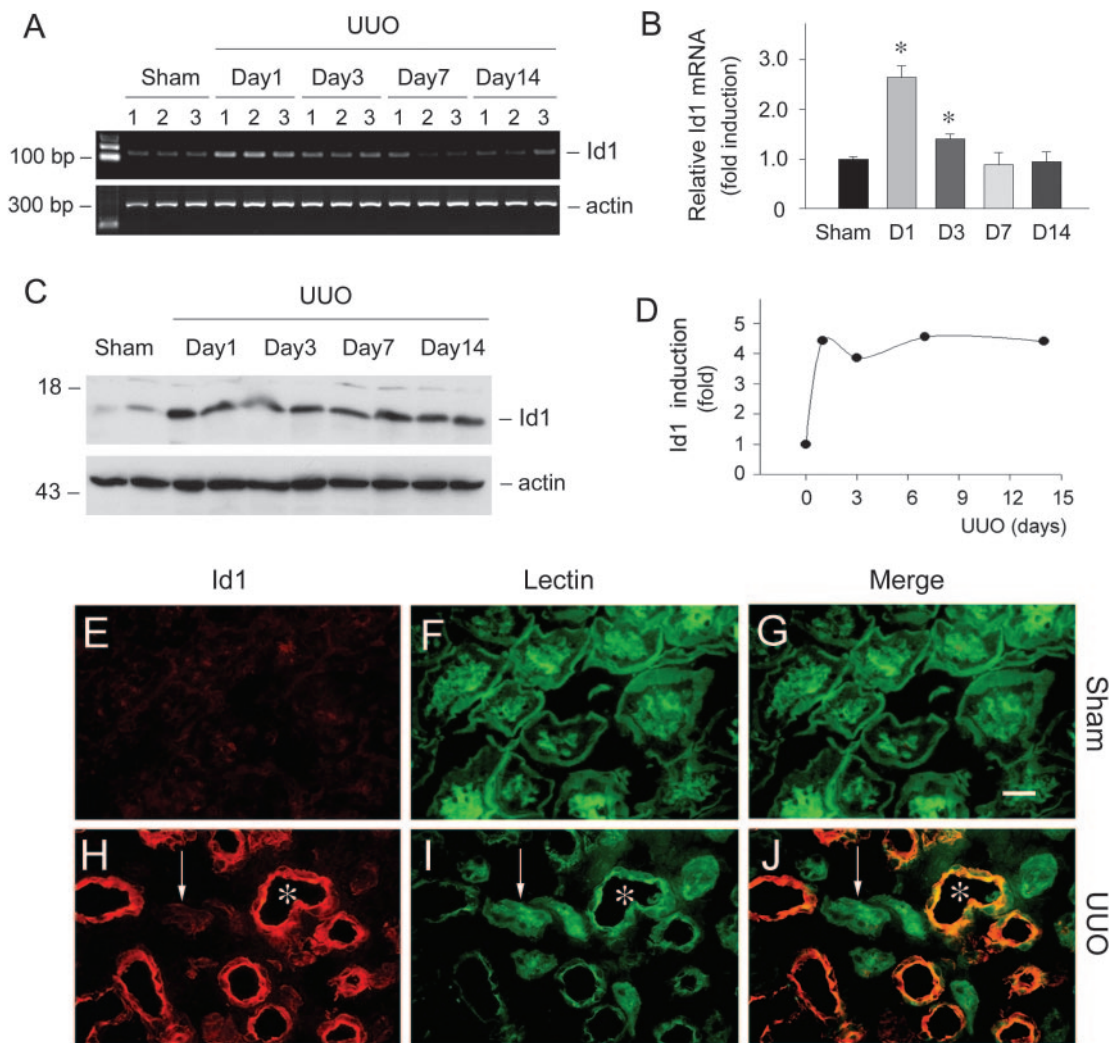 A
UUO
Sham Day1 Day3 Day7 Day14
1 2 3 1 2 3 1 2 3 1 2 3 1 2 3
100 bp – – Id1
300 bp – – actin
B
Relative Id1 mRNA
(fold induction)
3.0
2.0
1.0
0
* *
Sham D1 D3 D7 D14
C
UUO
Sham Day1 Day3 Day7 Day14
18 –
– Id1
43 – – actin
D
Id1 induction
(fold)
5
4
3
2
1
0
0 3 6 9 12 15
UUO (days)
Id1 Lectin Merge
E F G
Sham
H * I * J *
UUO